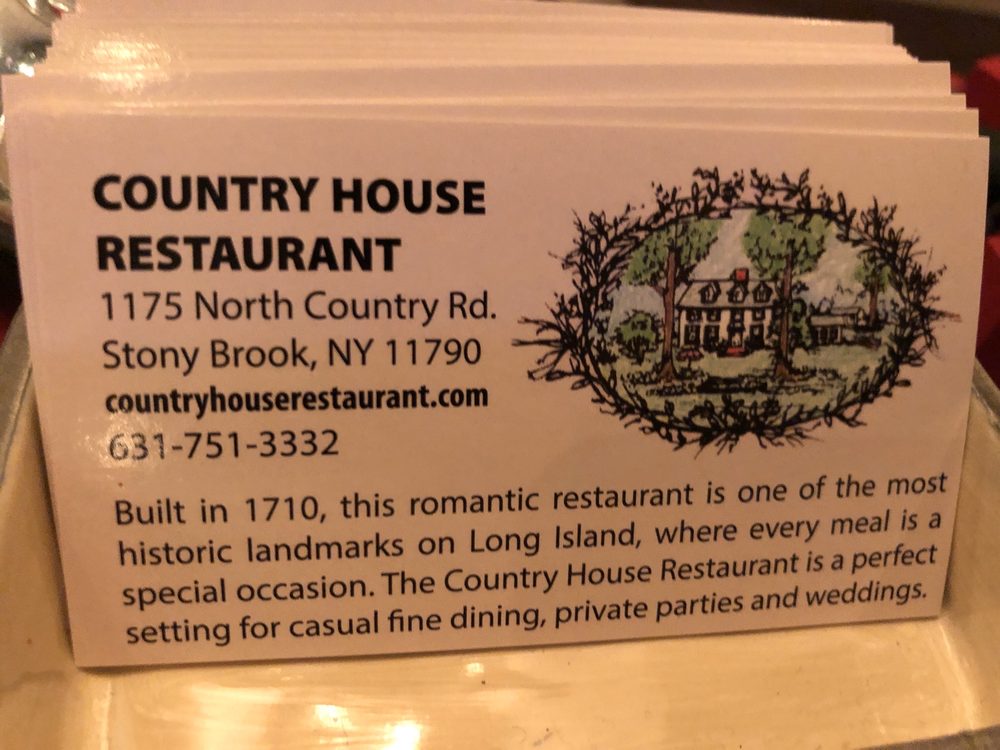 COUNTRY HOUSE
RESTAURANT
1175 North Country Rd.
Stony Brook, NY 11790
countryhouserestaurant.com
631-751-3332
Built in 1710, this romantic restaurant is one of the most
historic landmarks on Long Island, where every meal is a
special occasion. The Country House Restaurant is a perfect
setting for casual fine dining, private parties and weddings.